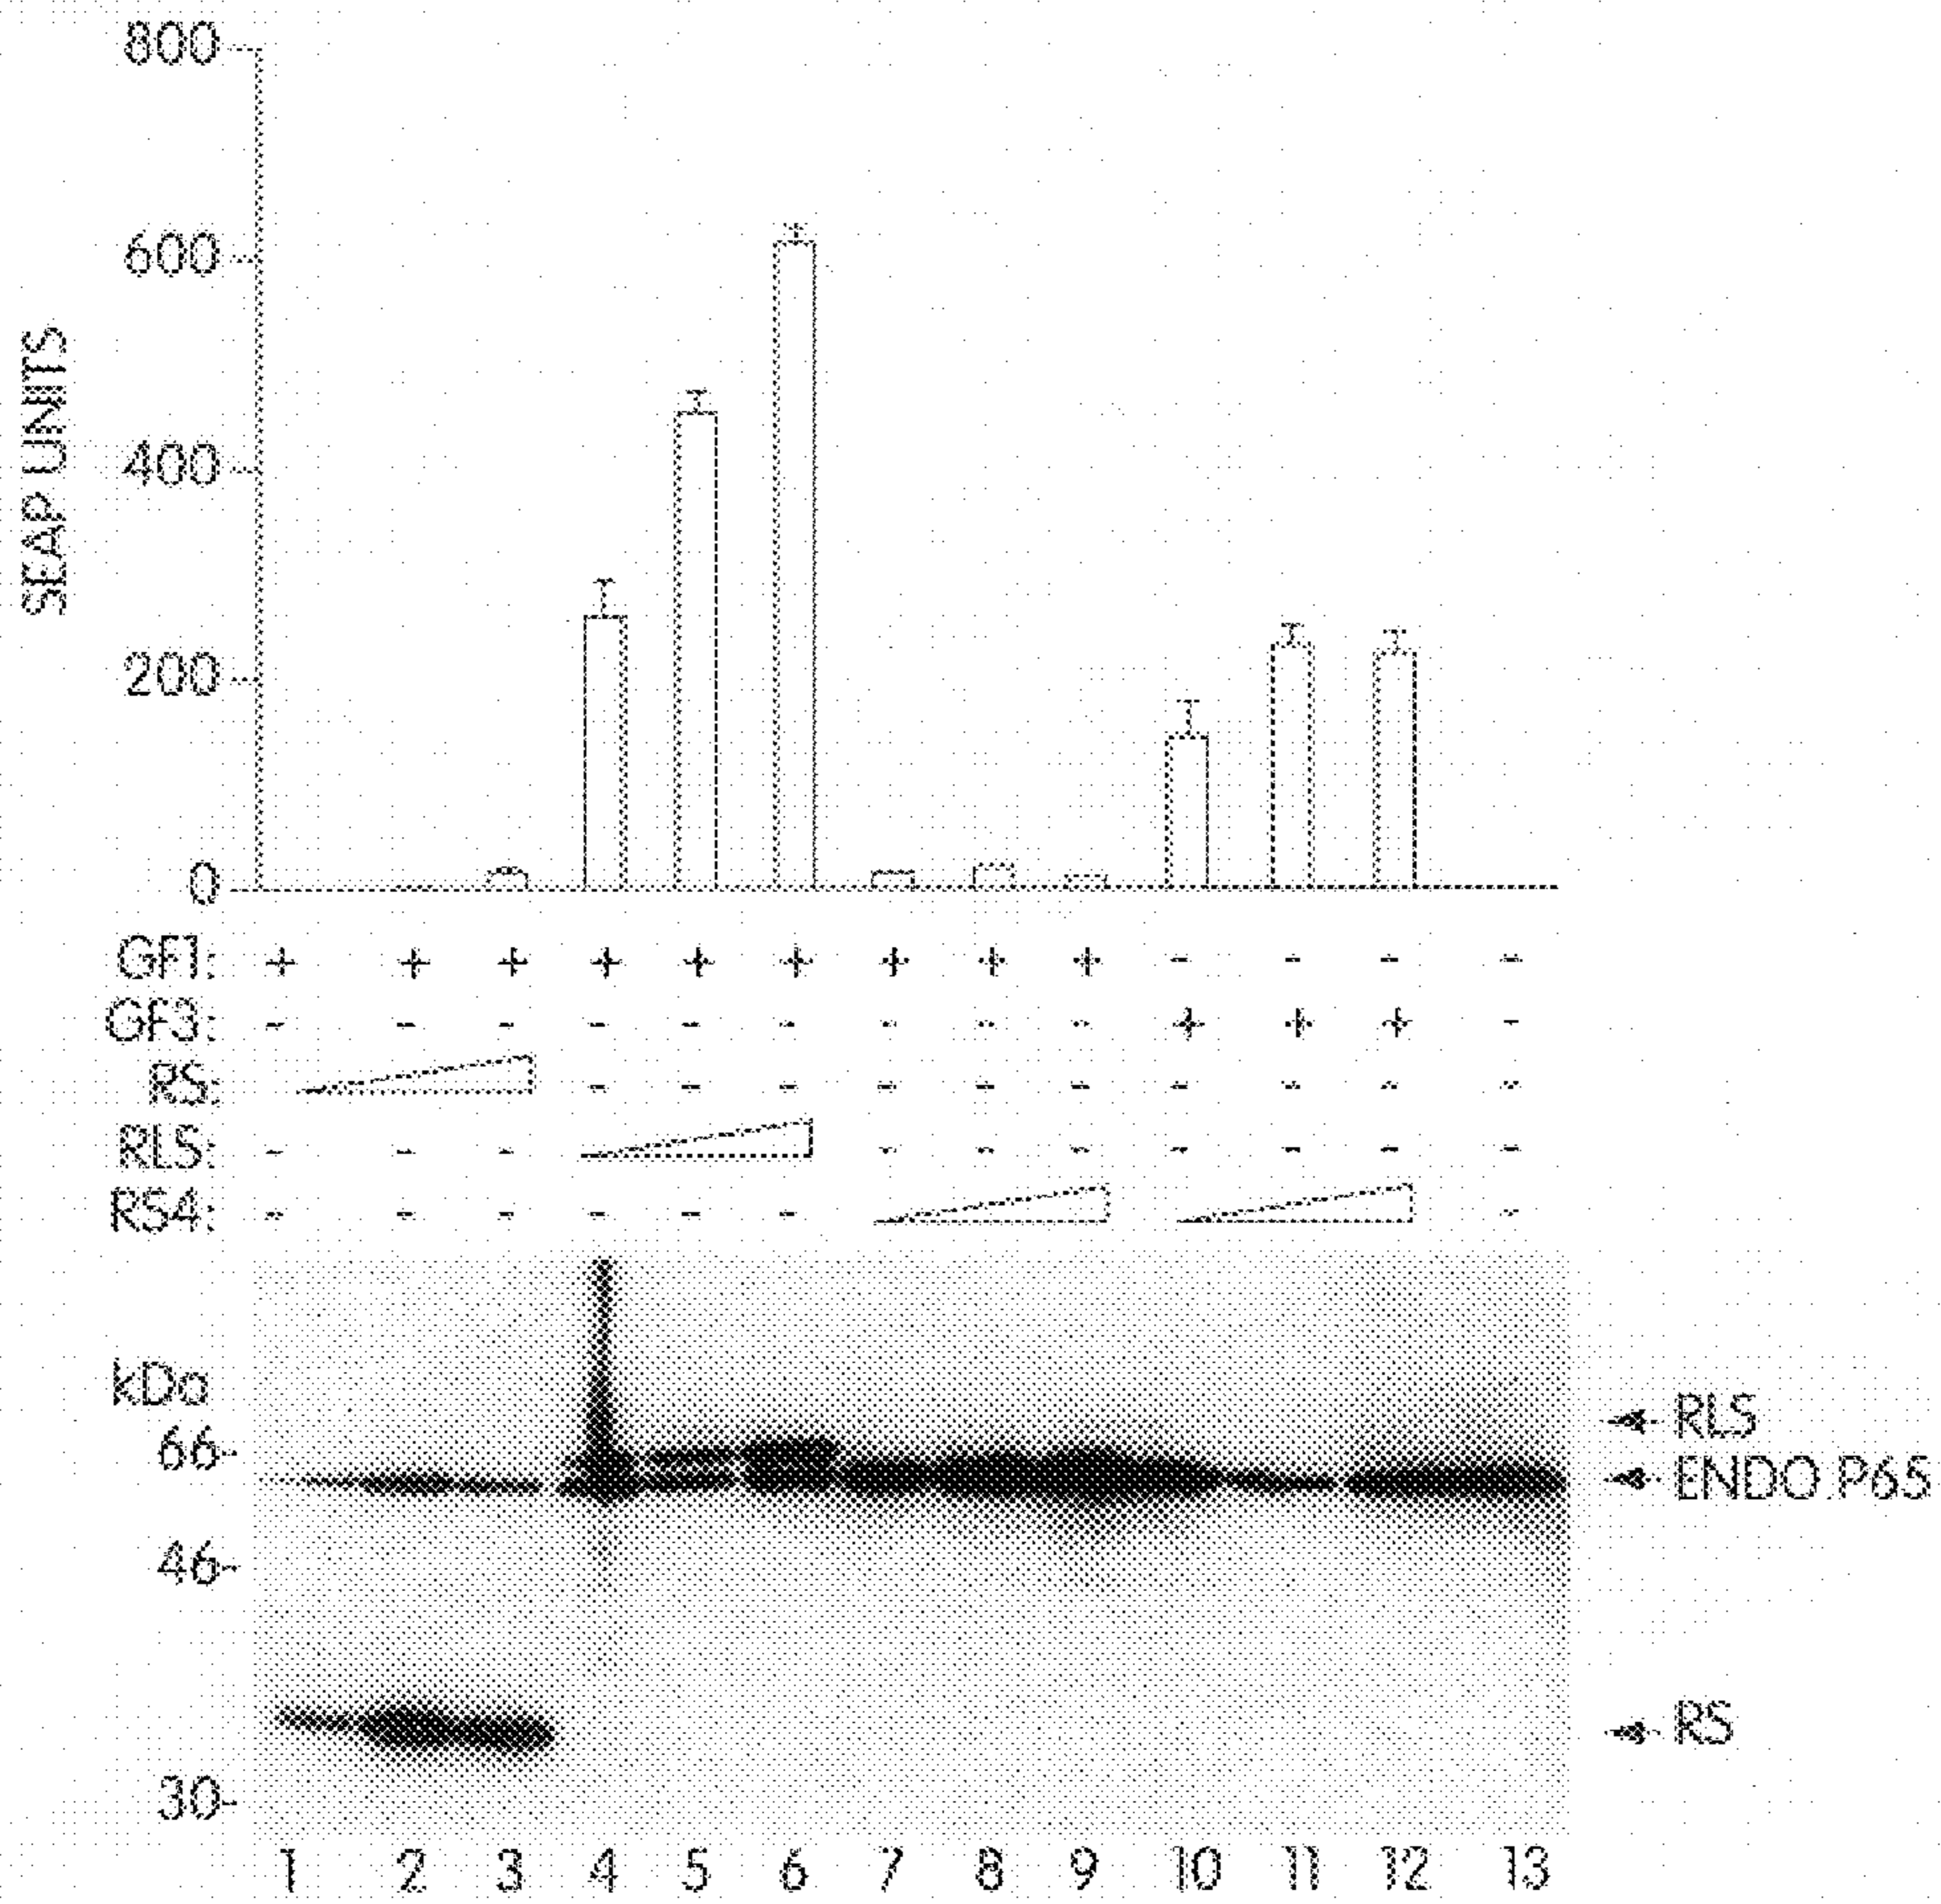 800
600
400
200
0
SEAP UNITS
GF1: + + + + + + + + + - - - -
GF3: - - - - - - - - - + + + -
RS: - - - - - - - - - -
RLS: - - - - - - - - - -
RS4: - - - - - - -
kDa
66-
46-
30-
RLS
ENDO P65
RS
1 2 3 4 5 6 7 8 9 10 11 12 13